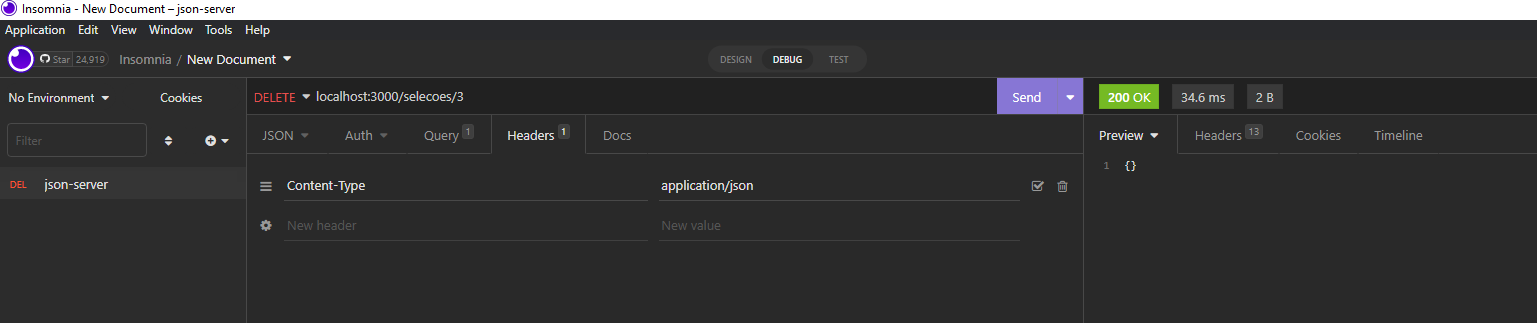 Insomnia - New Document – json-server
Application Edit View Window Tools Help
Star 24,919 Insomnia / New Document DESIGN DEBUG TEST
No Environment Cookies DELETE localhost:3000/selecoes/3 Send 200 OK 34.6 ms 2 B
Filter JSON Auth Query 1 Headers 1 Docs Preview Headers 13 Cookies Timeline
1 {}
DEL json-server Content-Type application/json
New header New value